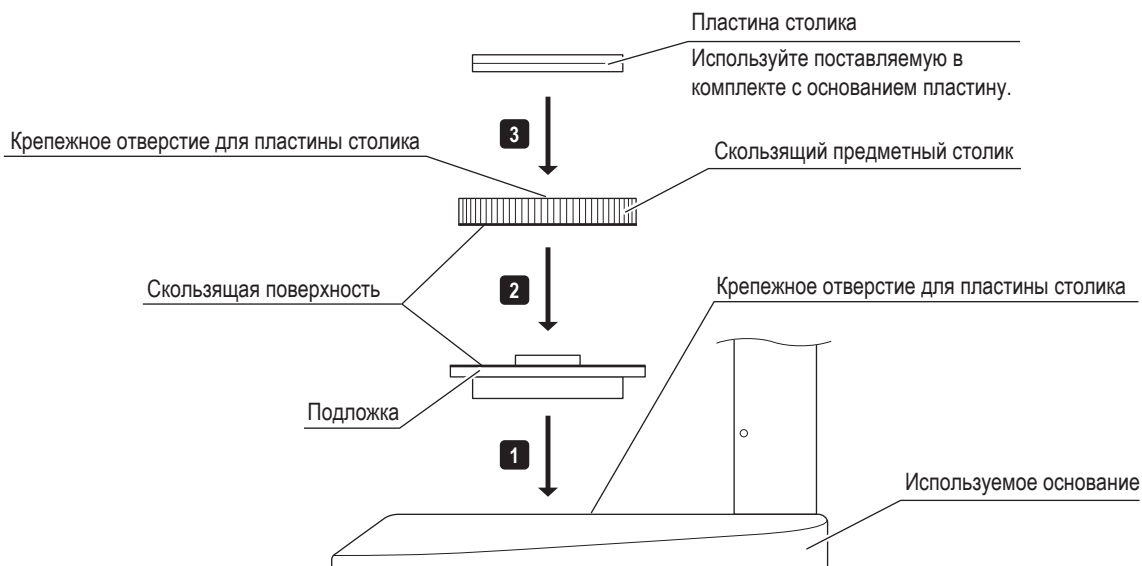 Пластина столика
Используйте поставляемую в
комплекте с основанием пластину.
3
Крепежное отверстие для пластины столика
Скользящий предметный столик
Скользящая поверхность
2
Крепежное отверстие для пластины столика
Подложка
1
Используемое основание